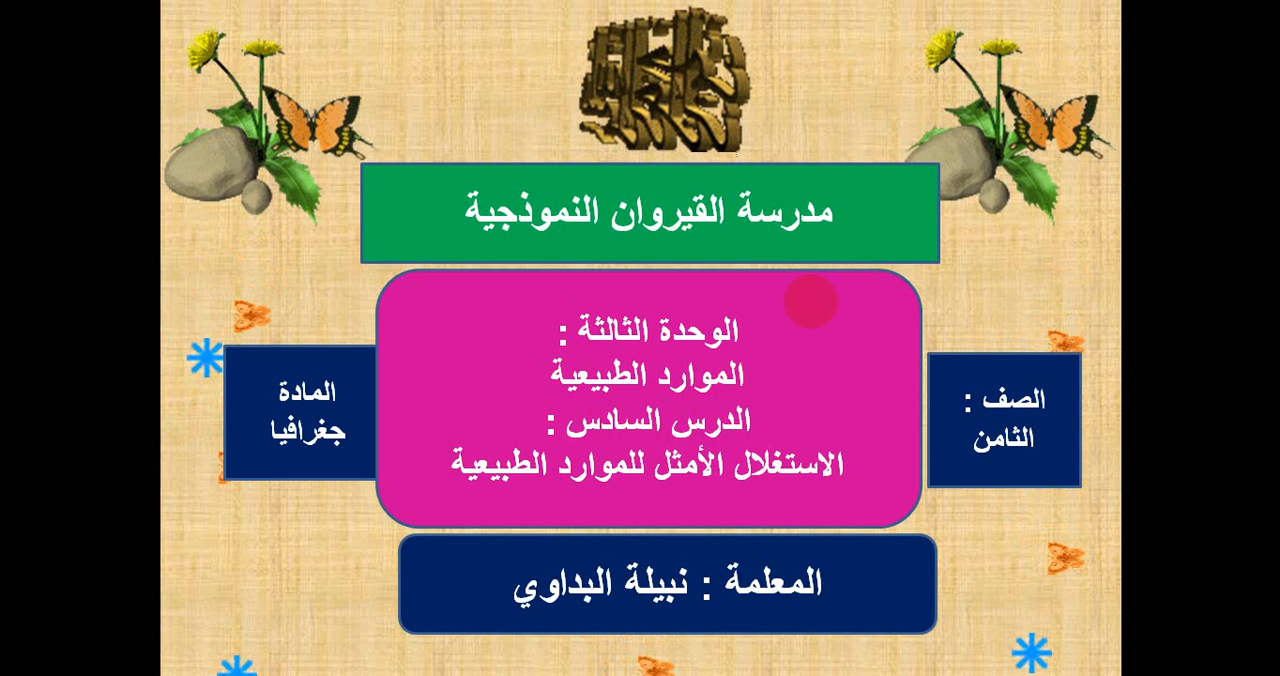 مدرسة القيروان النموذجية
الوحدة الثالثة :
الموارد الطبيعية
الدرس السادس :
الاستغلال الأمثل للموارد الطبيعية
الصف :
الثامن
المادة
جغرافيا
المعلمة : نبيلة البداوي